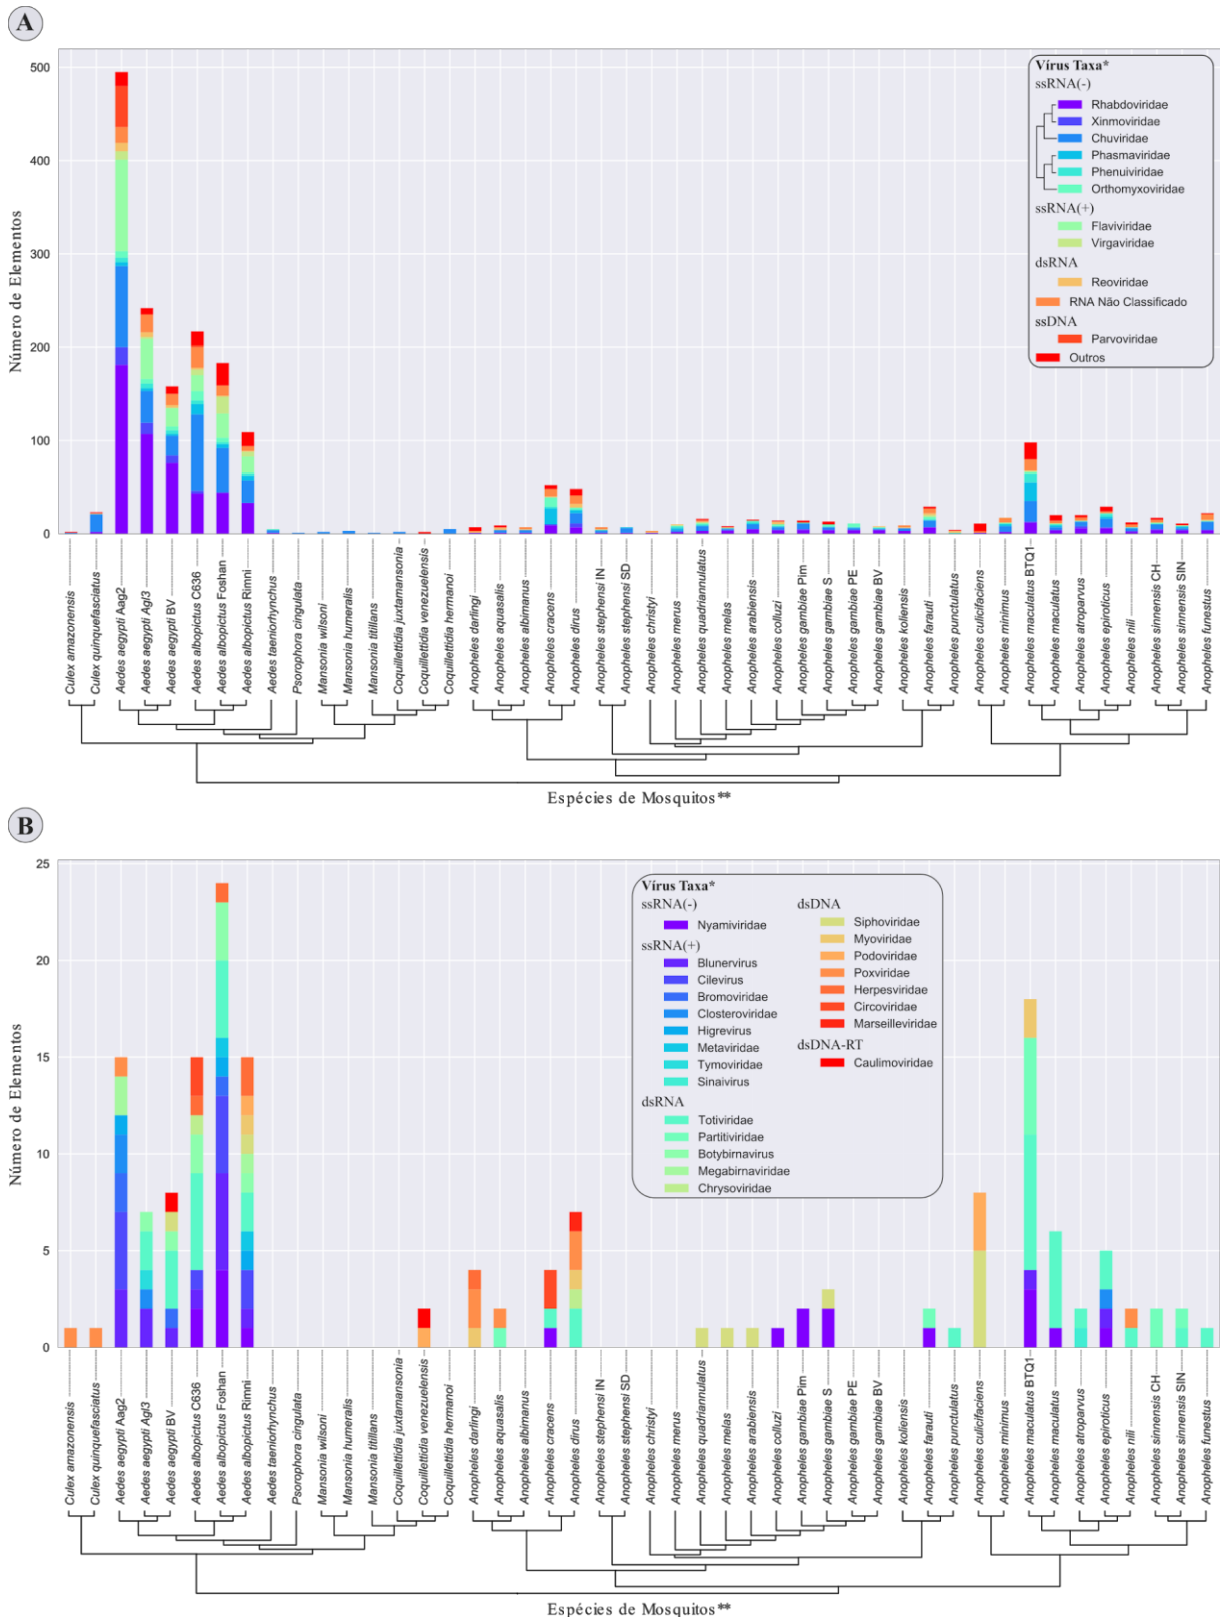 A
Número de Elementos
500
400
300
200
100
0
Vírus Taxa*
ssRNA(-)
Rhabdoviridae
Xinmoviridae
Chuviridae
Phasmaviridae
Phenuiviridae
Orthomyxoviridae
ssRNA(+)
Flaviviridae
Virgaviridae
dsRNA
Reoviridae
RNA Não Classificado
ssDNA
Parvoviridae
Outros
Culex amazonensis
Culex quinquefasciatus
Aedes aegypti Aag2
Aedes aegypti Agl3
Aedes aegypti BV
Aedes albopictus C636
Aedes albopictus Foshan
Aedes albopictus Rimni
Aedes taeniorhynchus
Psorophora cingulata
Mansonia wilsoni
Mansonia humeralis
Mansonia titillans
Coquillettidia juxtamansonia
Coquillettidia venezuelensis
Coquillettidia hermanoi
Anopheles darlingi
Anopheles aquasalis
Anopheles albimanus
Anopheles cracens
Anopheles dirus
Anopheles stephensi IN
Anopheles stephensi SD
Anopheles christyi
Anopheles merus
Anopheles quadriannulatus
Anopheles melas
Anopheles arabiensis
Anopheles colluzi
Anopheles gambiae Pim
Anopheles gambiae S
Anopheles gambiae PE
Anopheles gambiae BV
Anopheles koliensis
Anopheles farauti
Anopheles punctulatus
Anopheles culicifaciens
Anopheles minimus
Anopheles maculatus BTQ1
Anopheles maculatus
Anopheles atroparvus
Anopheles epiroticus
Anopheles nili
Anopheles sinnensis CH
Anopheles sinnensis SIN
Anopheles funestus
Espécies de Mosquitos**
B
Número de Elementos
25
20
15
10
5
0
Vírus Taxa*
ssRNA(-)
Nyamiviridae
ssRNA(+)
Blunervirus
Cilevirus
Bromoviridae
Closteroviridae
Higrevirus
Metaviridae
Tymoviridae
Sinaivirus
dsRNA
Totiviridae
Partitiviridae
Botybirnavirus
Megabirnaviridae
Chrysoviridae
dsDNA
Siphoviridae
Myoviridae
Podoviridae
Poxviridae
Herpesviridae
Circoviridae
Marseilleviridae
dsDNA-RT
Caulimoviridae
Culex amazonensis
Culex quinquefasciatus
Aedes aegypti Aag2
Aedes aegypti Agl3
Aedes aegypti BV
Aedes albopictus C636
Aedes albopictus Foshan
Aedes albopictus Rimni
Aedes taeniorhynchus
Psorophora cingulata
Mansonia wilsoni
Mansonia humeralis
Mansonia titillans
Coquillettidia juxtamansonia
Coquillettidia venezuelensis
Coquillettidia hermanoi
Anopheles darlingi
Anopheles aquasalis
Anopheles albimanus
Anopheles cracens
Anopheles dirus
Anopheles stephensi IN
Anopheles stephensi SD
Anopheles christyi
Anopheles merus
Anopheles quadriannulatus
Anopheles melas
Anopheles arabiensis
Anopheles colluzi
Anopheles gambiae Pim
Anopheles gambiae S
Anopheles gambiae PE
Anopheles gambiae BV
Anopheles koliensis
Anopheles farauti
Anopheles punctulatus
Anopheles culicifaciens
Anopheles minimus
Anopheles maculatus BTQ1
Anopheles maculatus
Anopheles atroparvus
Anopheles epiroticus
Anopheles nili
Anopheles sinnensis CH
Anopheles sinnensis SIN
Anopheles funestus
Espécies de Mosquitos**